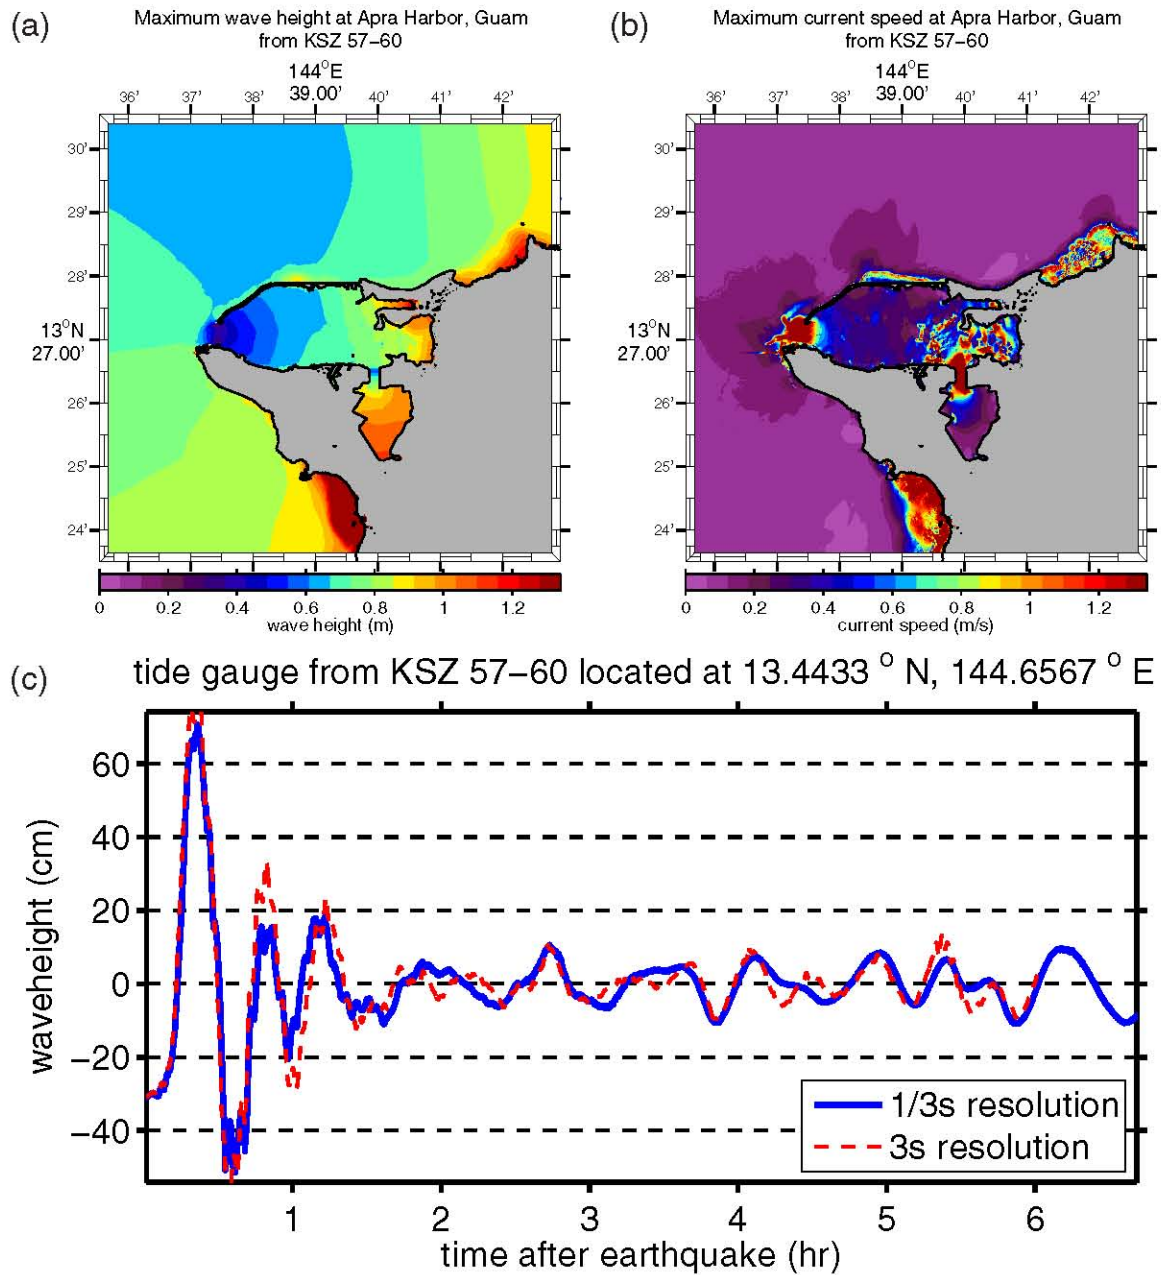 (a)
Maximum wave height at Apra Harbor, Guam
from KSZ 57–60
144°E
39.00'
36' 37' 38' 40' 41' 42'
30'
29'
28'
13°N
27.00'
26'
25'
24'
0 0.2 0.4 0.6 0.8 1 1.2
wave height (m)
(b)
Maximum current speed at Apra Harbor, Guam
from KSZ 57–60
144°E
39.00'
36' 37' 38' 40' 41' 42'
30'
29'
28'
13°N
27.00'
26'
25'
24'
0 0.2 0.4 0.6 0.8 1 1.2
current speed (m/s)
(c)
tide gauge from KSZ 57–60 located at 13.4433 ° N, 144.6567 ° E
waveheight (cm)
60
40
20
0
−20
−40
1/3s resolution
3s resolution
1 2 3 4 5 6
time after earthquake (hr)